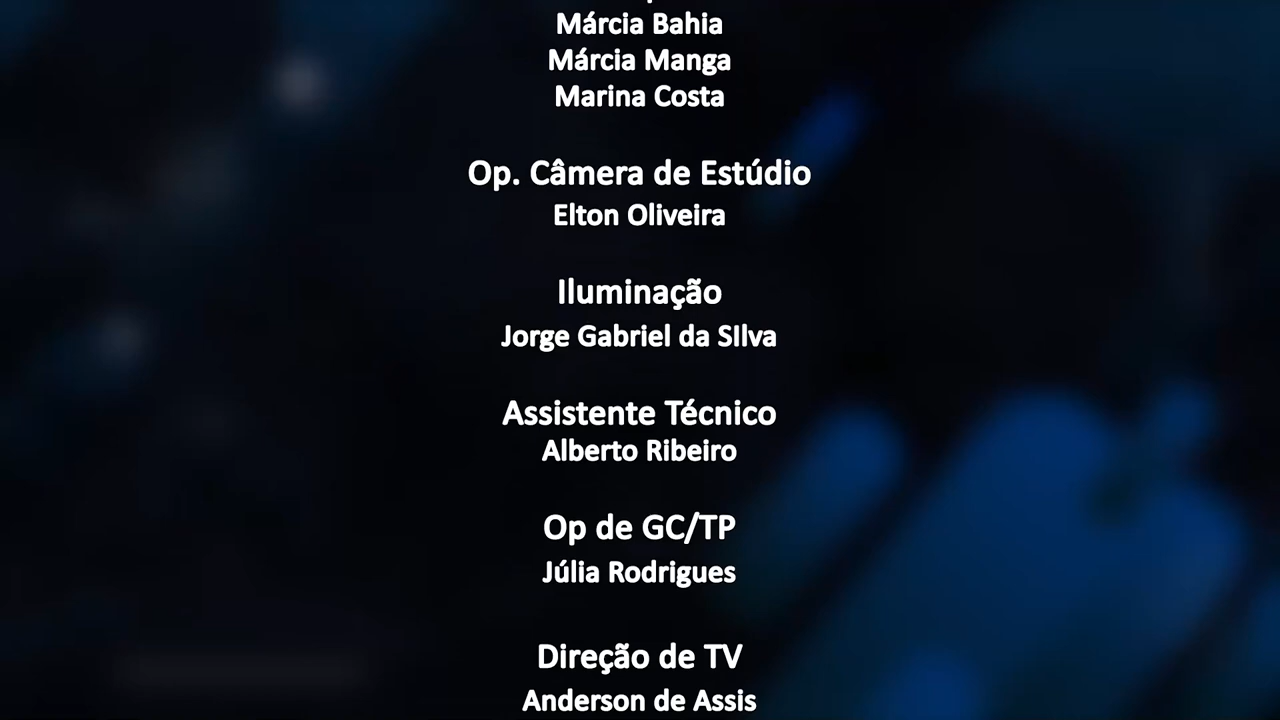 Márcia Bahia
Márcia Manga
Marina Costa
Op. Câmera de Estúdio
Elton Oliveira
Iluminação
Jorge Gabriel da SIlva
Assistente Técnico
Alberto Ribeiro
Op de GC/TP
Júlia Rodrigues
Direção de TV
Anderson de Assis